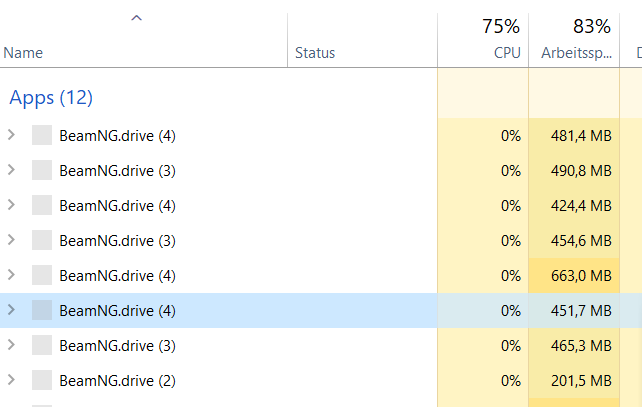 75% 83%
Name Status CPU Arbeitssp...
Apps (12)
BeamNG.drive (4) 0% 481,4 MB
BeamNG.drive (3) 0% 490,8 MB
BeamNG.drive (4) 0% 424,4 MB
BeamNG.drive (3) 0% 454,6 MB
BeamNG.drive (4) 0% 663,0 MB
BeamNG.drive (4) 0% 451,7 MB
BeamNG.drive (3) 0% 465,3 MB
BeamNG.drive (2) 0% 201,5 MB